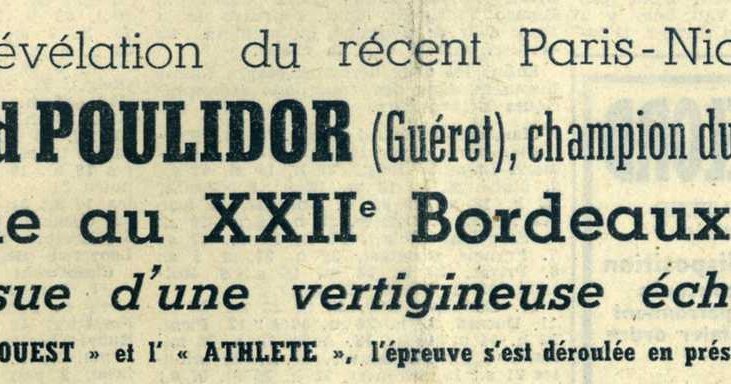 évélation du récent Paris-Nic
d POULIDOR (Guéret), champion du
e au XXIIe Bordeaux
sue d'une vertigineuse éch
OUEST » et l' « ATHLETE », l'épreuve s'est déroulée en prés